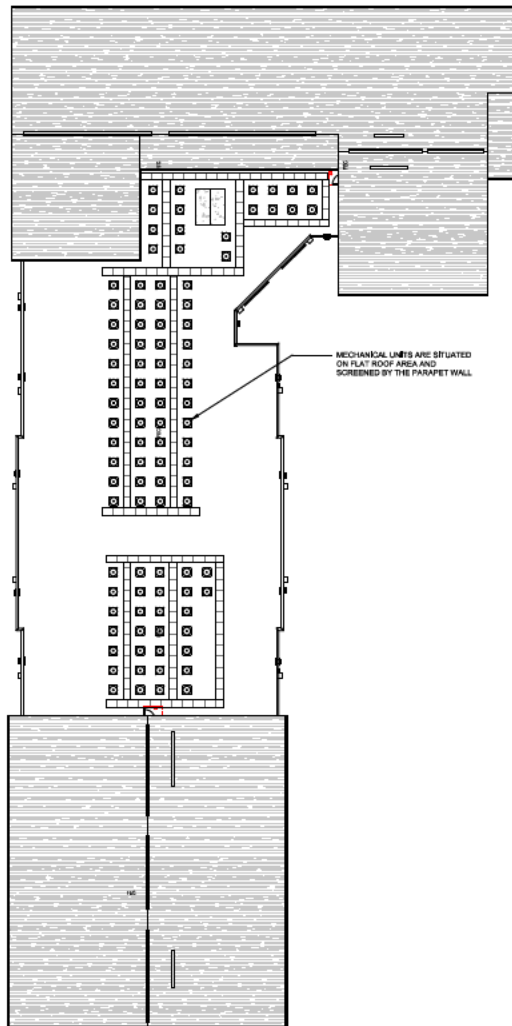 MECHANICAL UNITS ARE SITUATED
ON FLAT ROOF AREA AND
SCREENED BY THE PARAPET WALL